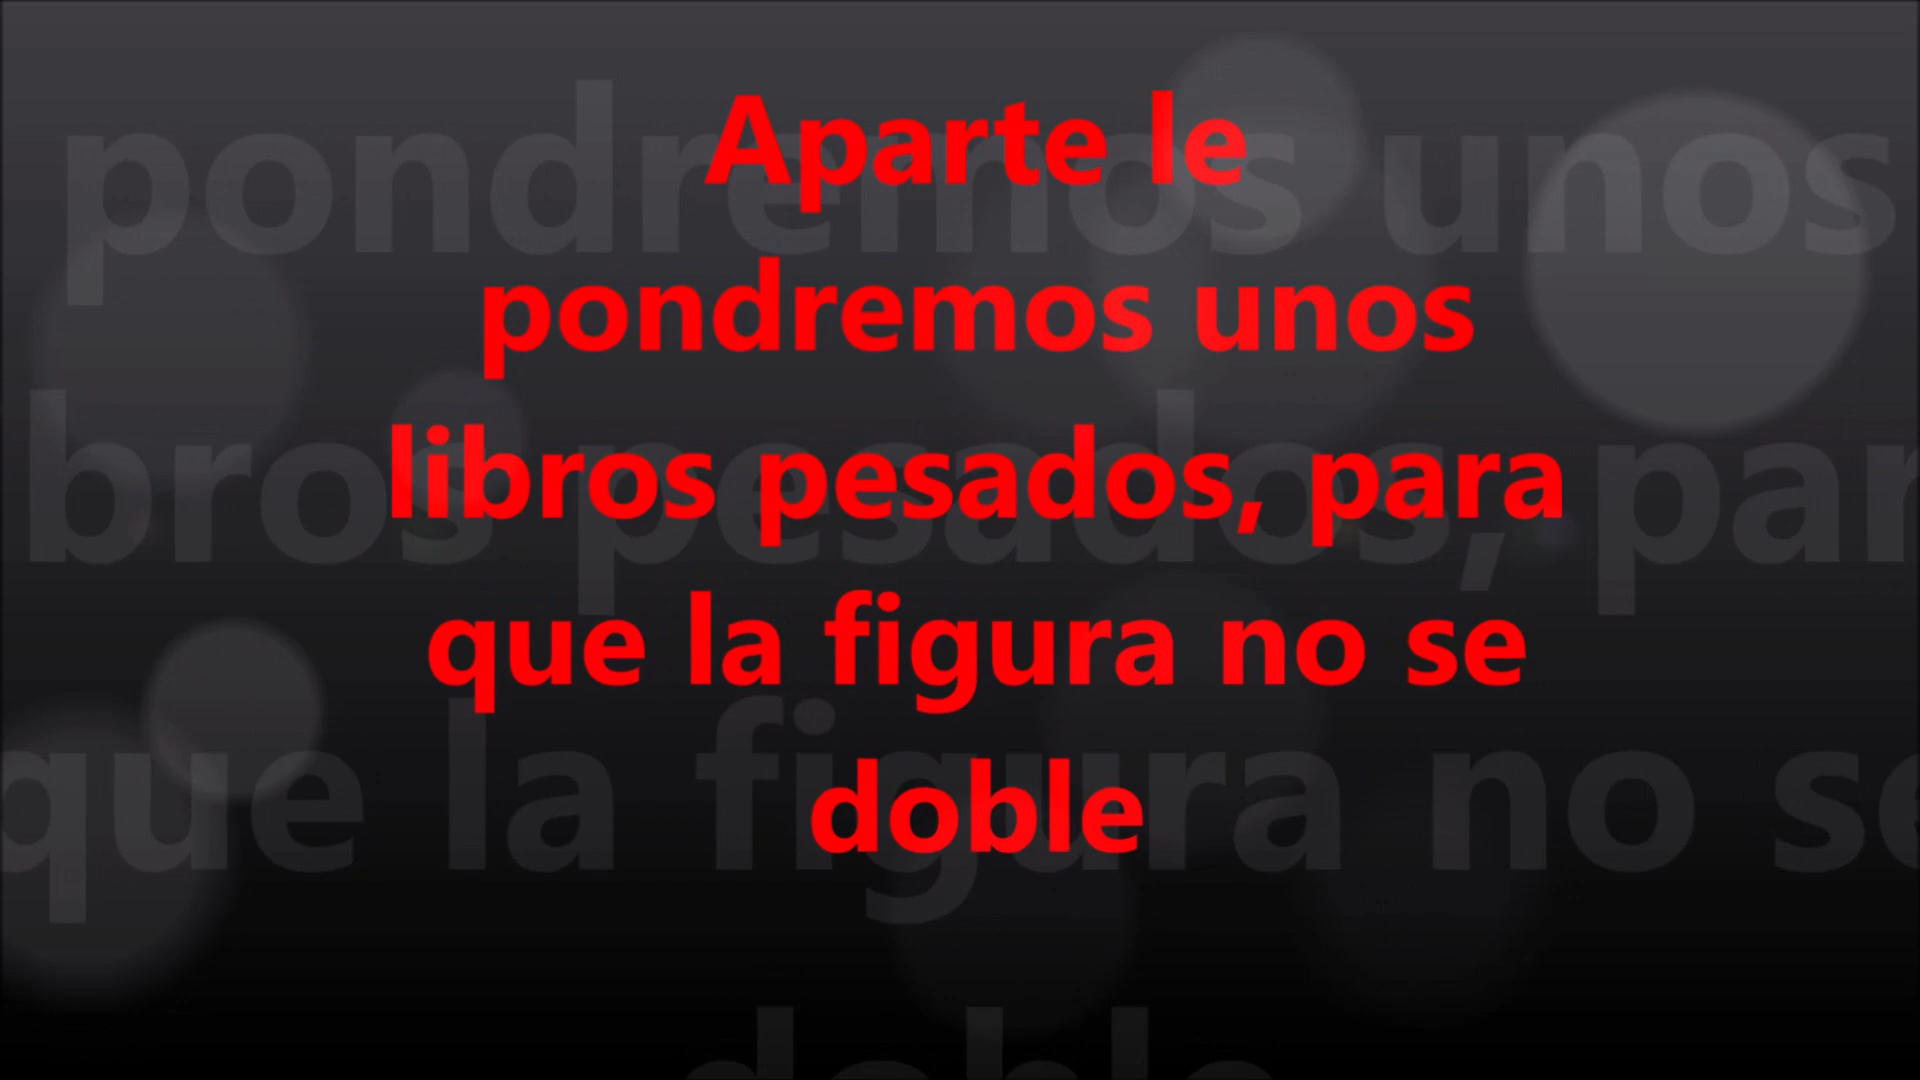 Aparte le
pondremos unos
libros pesados, para
que la figura no se
doble